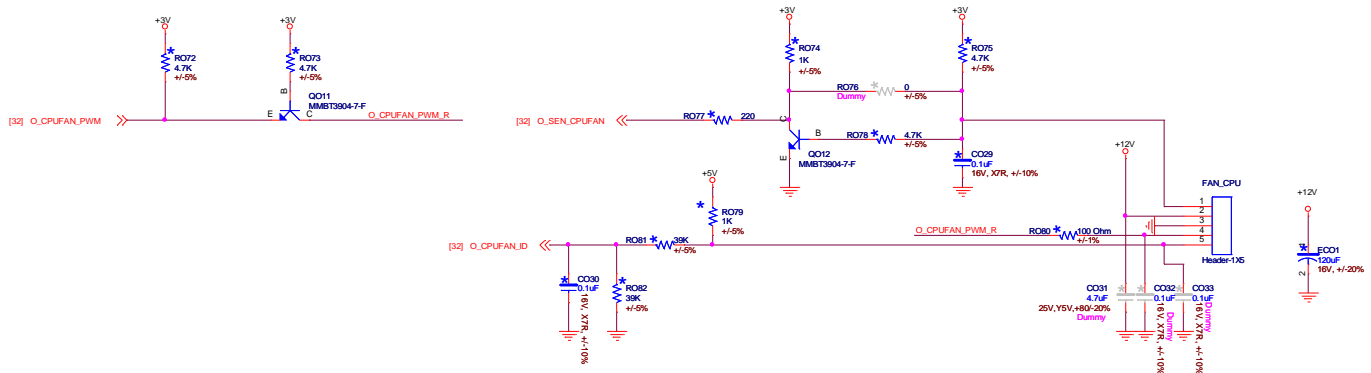 +3V
+3V
RO72
4.7K
+/-5%
RO73
4.7K
+/-5%
B
QO11
MMBT3904-7-F
[32] O_CPUFAN_PWM
E
C
O_CPUFAN_PWM_R
+3V
+3V
RO74
1K
+/-5%
RO75
4.7K
+/-5%
RO76
Dummy
0
+/-5%
[32] O_SEN_CPUFAN
RO77
220
C
B
RO78
4.7K
+/-5%
E
QO12
MMBT3904-7-F
CO29
0.1uF
16V, X7R, +/-10%
+5V
RO79
1K
+/-5%
[32] O_CPUFAN_ID
RO81
39K
+/-5%
CO30
0.1uF
16V, X7R, +/-10%
RO82
39K
+/-5%
+12V
O_CPUFAN_PWM_R
RO80
100 Ohm
+/-1%
FAN_CPU
1
2
3
4
5
Header-1X5
CO31
4.7uF
25V,Y5V,+80/-20%
Dummy
CO32
0.1uF
16V, X7R, +/-10%
Dummy
CO33
0.1uF
16V, X7R, +/-10%
Dummy
+12V
1
ECO1
120uF
16V, +/-20%
2